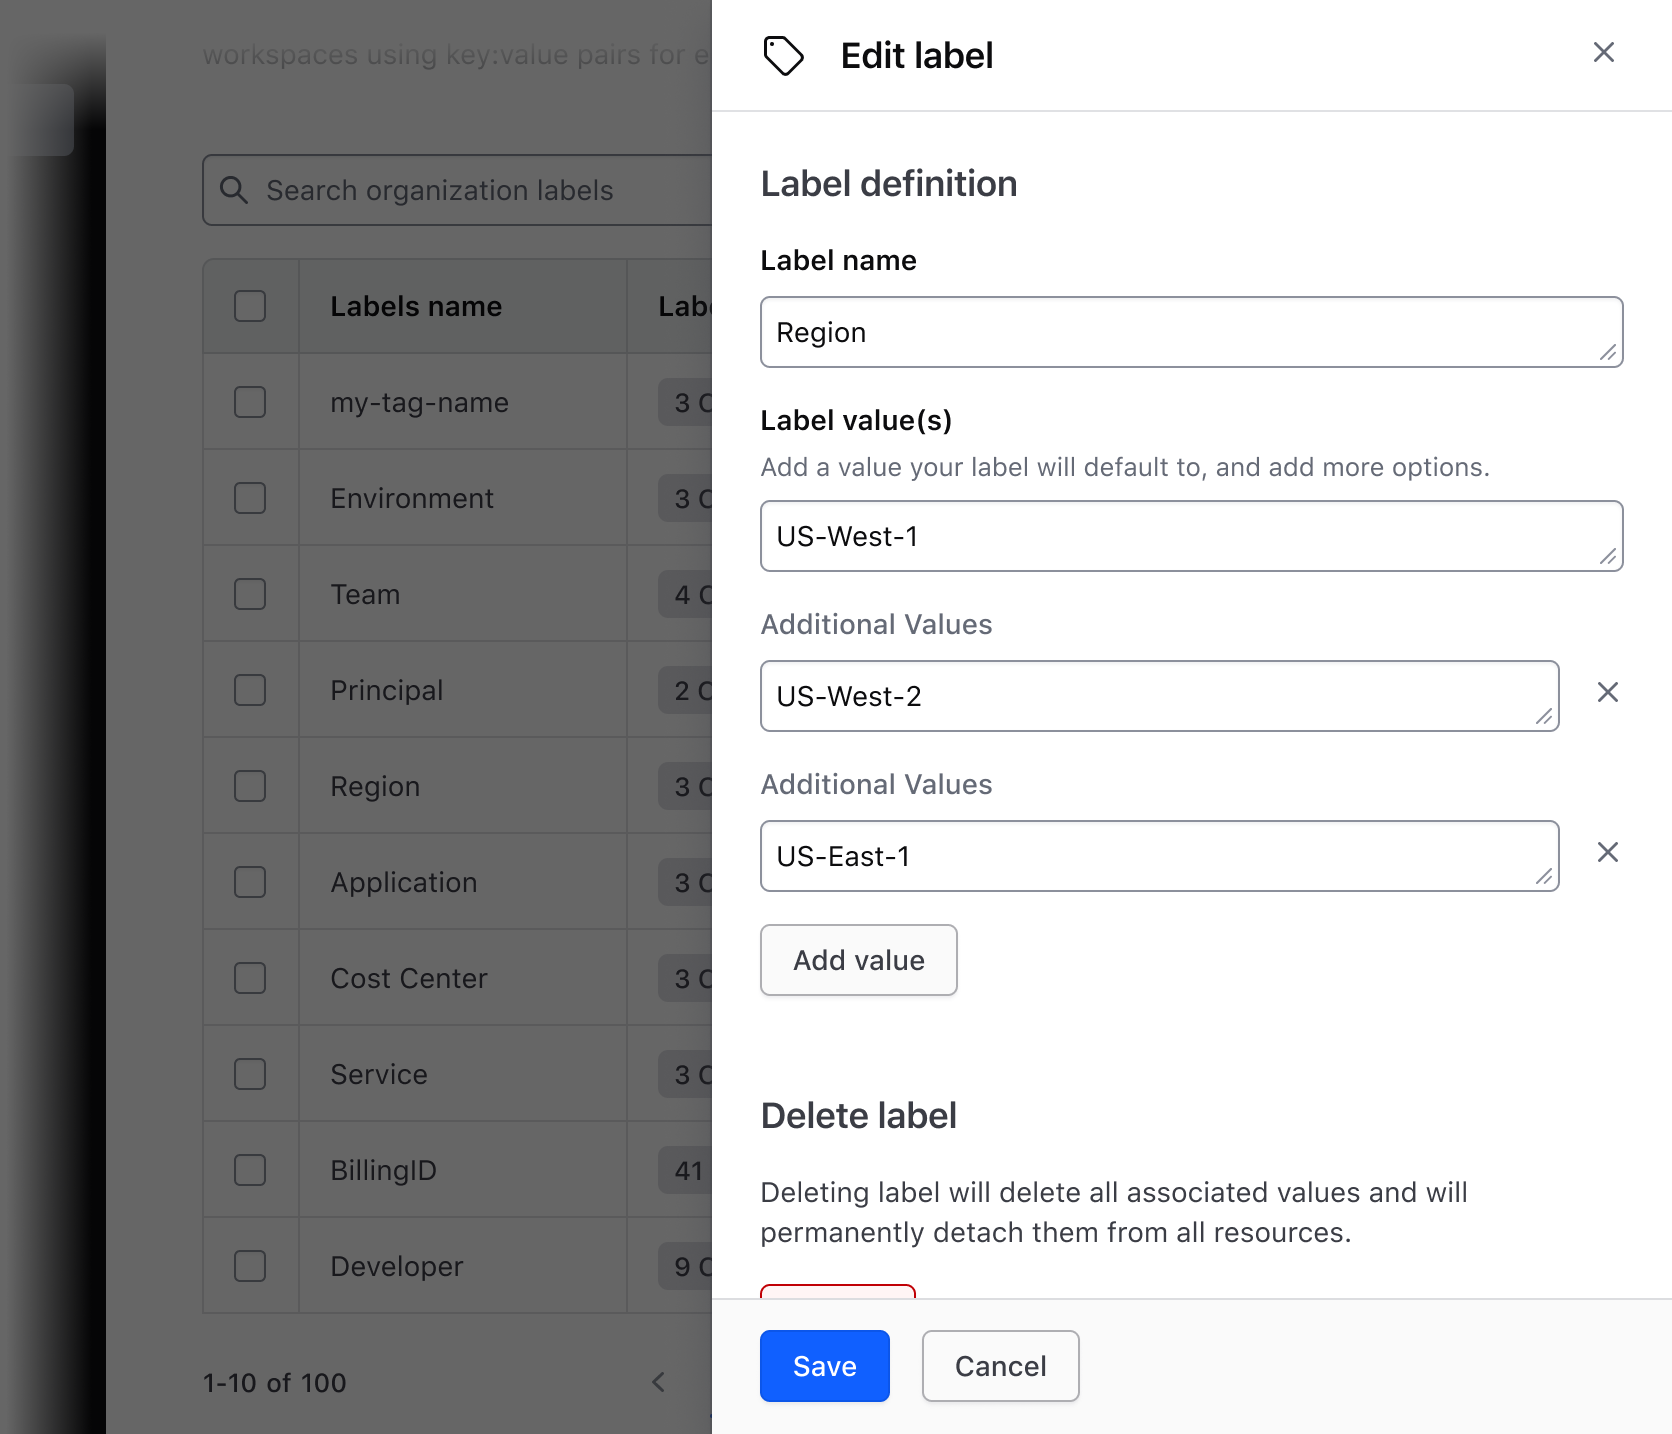 workspaces using key:value pairs for e
Search organization labels
Labels name
my-tag-name
3
Environment
3
Team
4
Principal
2
Region
3
Application
3
Cost Center
3
Service
3
BillingID
41
Developer
9
1-10 of 100
Edit label
Label definition
Label name
Region
Label value(s)
Add a value your label will default to, and add more options.
US-West-1
Additional Values
US-West-2
Additional Values
US-East-1
Add value
Delete label
Deleting label will delete all associated values and will
permanently detach them from all resources.
Save
Cancel